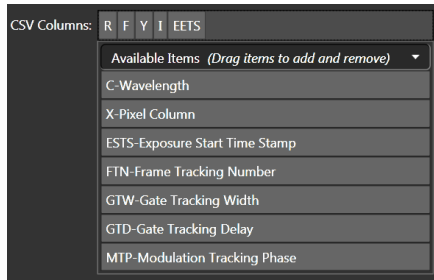 CSV Columns: R F Y I EETS
Available Items (Drag items to add and remove)
C-Wavelength
X-Pixel Column
ESTS-Exposure Start Time Stamp
FTN-Frame Tracking Number
GTW-Gate Tracking Width
GTD-Gate Tracking Delay
MTP-Modulation Tracking Phase